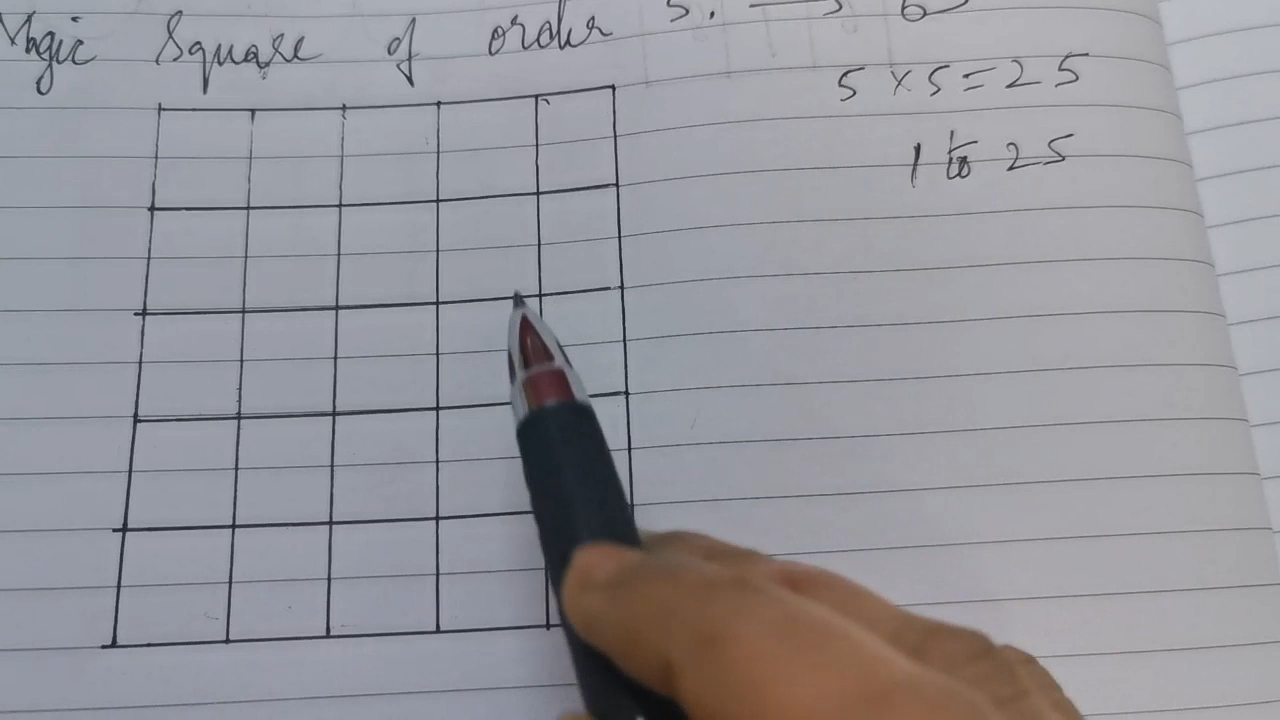 Magic Square of order 5.
5 × 5 = 25
1 to 25